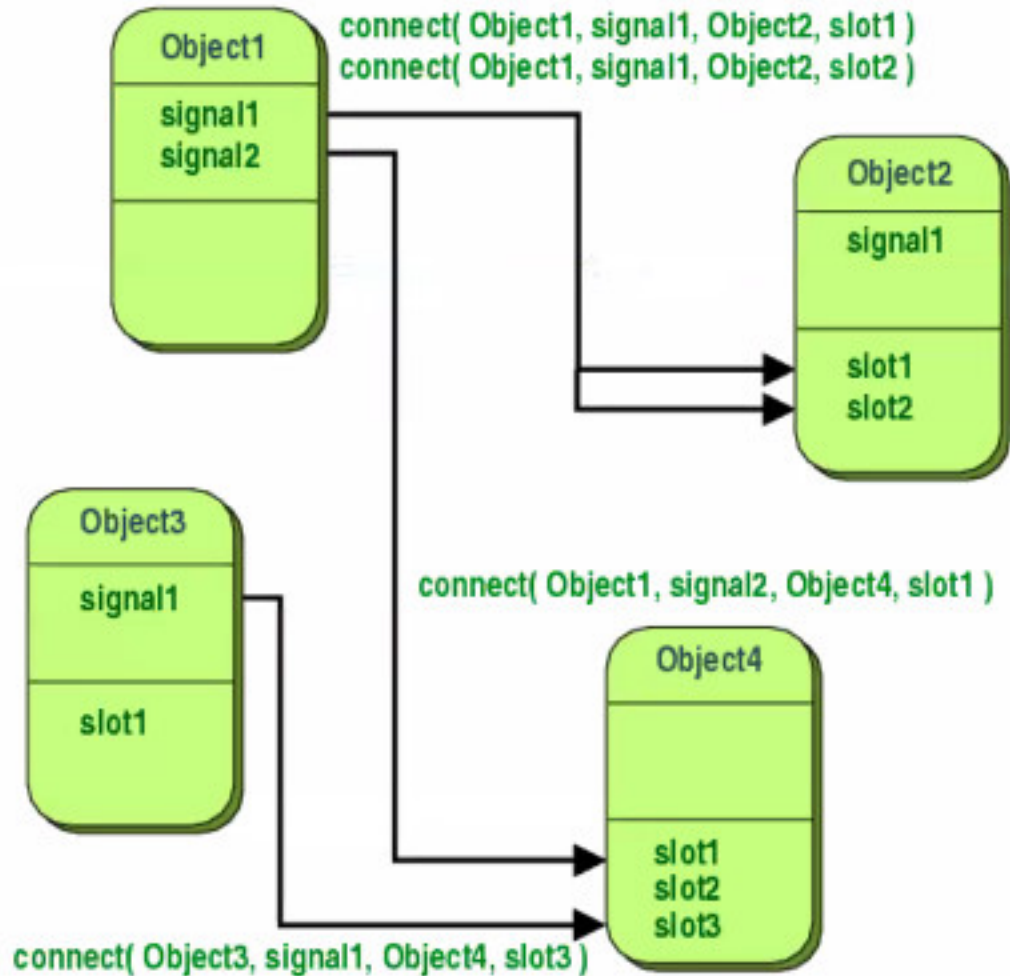 Object1
signal1
signal2
connect( Object1, signal1, Object2, slot1 )
connect( Object1, signal1, Object2, slot2 )
Object2
signal1
slot1
slot2
Object3
signal1
slot1
connect( Object1, signal2, Object4, slot1 )
Object4
slot1
slot2
slot3
connect( Object3, signal1, Object4, slot3 )